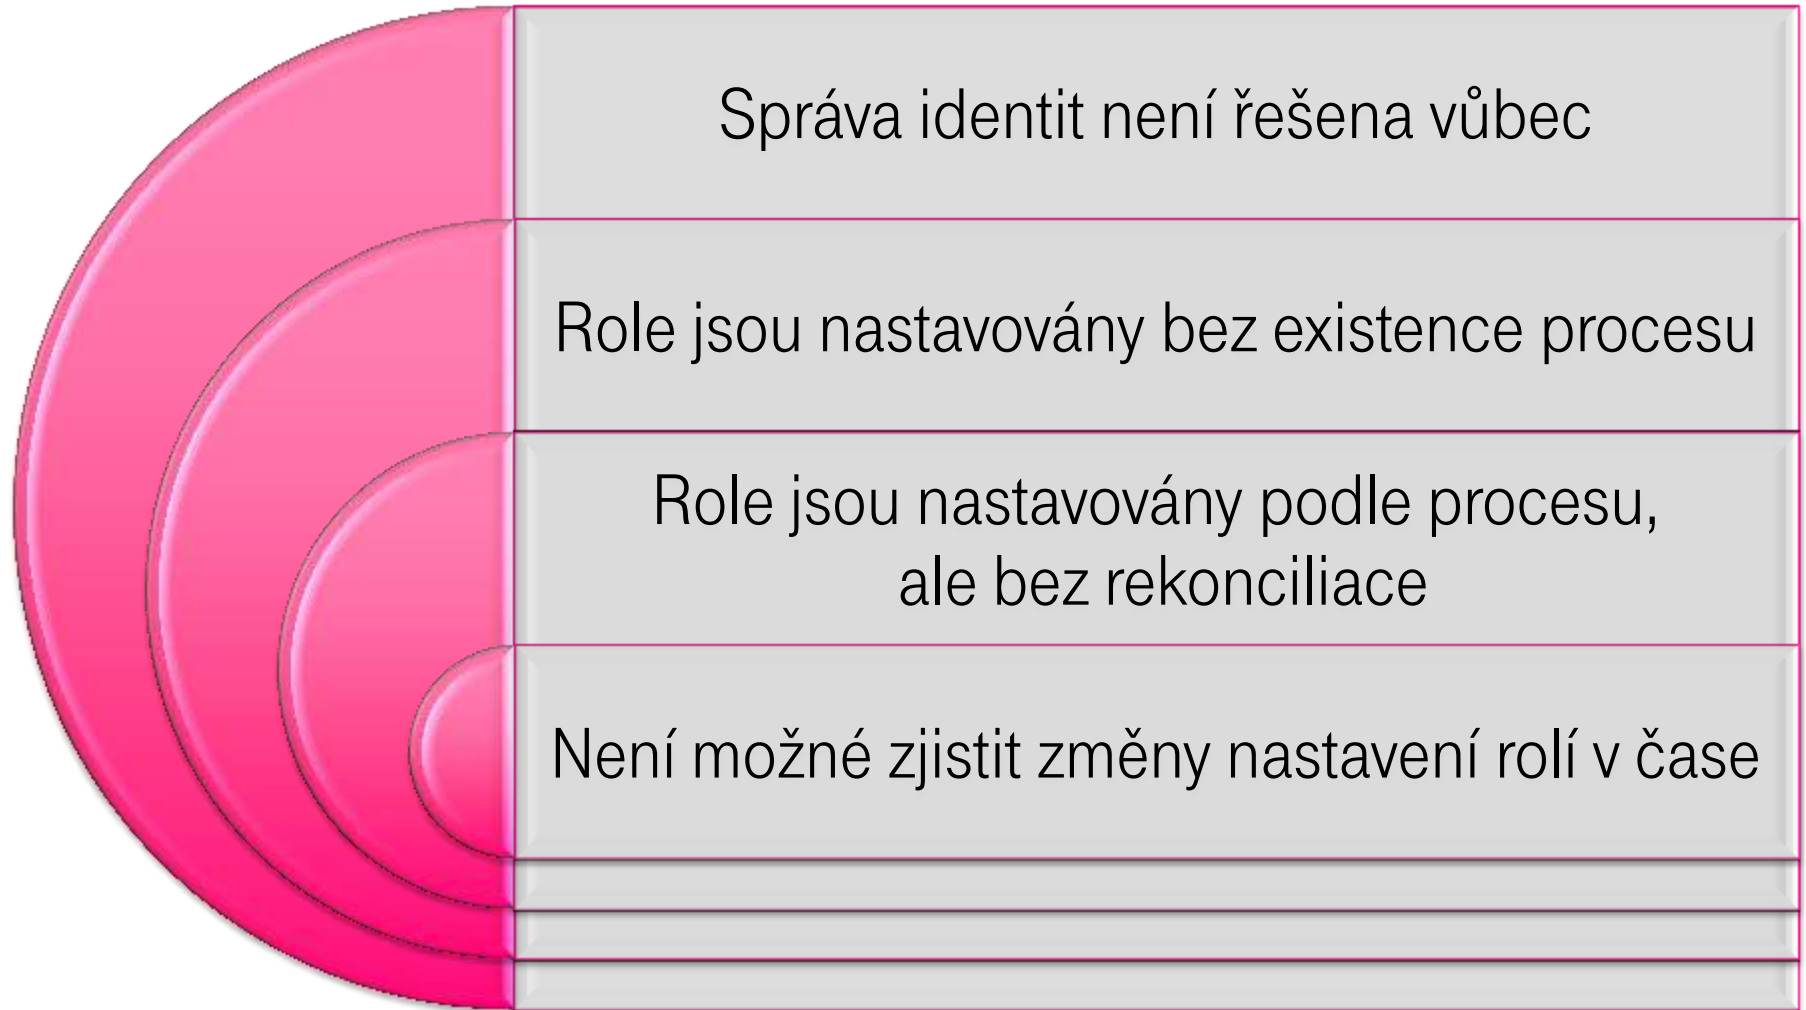 Správa identit není řešena vůbec
Role jsou nastavovány bez existence procesu
Role jsou nastavovány podle procesu,
ale bez rekonciliace
Není možné zjistit změny nastavení rolí v čase